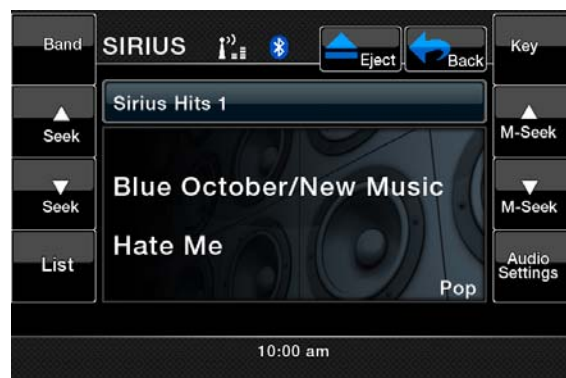 Band
SIRIUS
Eject
Back
Key
Sirius Hits 1
Seek
M-Seek
Blue October/New Music
Seek
M-Seek
Hate Me
List
Pop
Audio
Settings
10:00 am